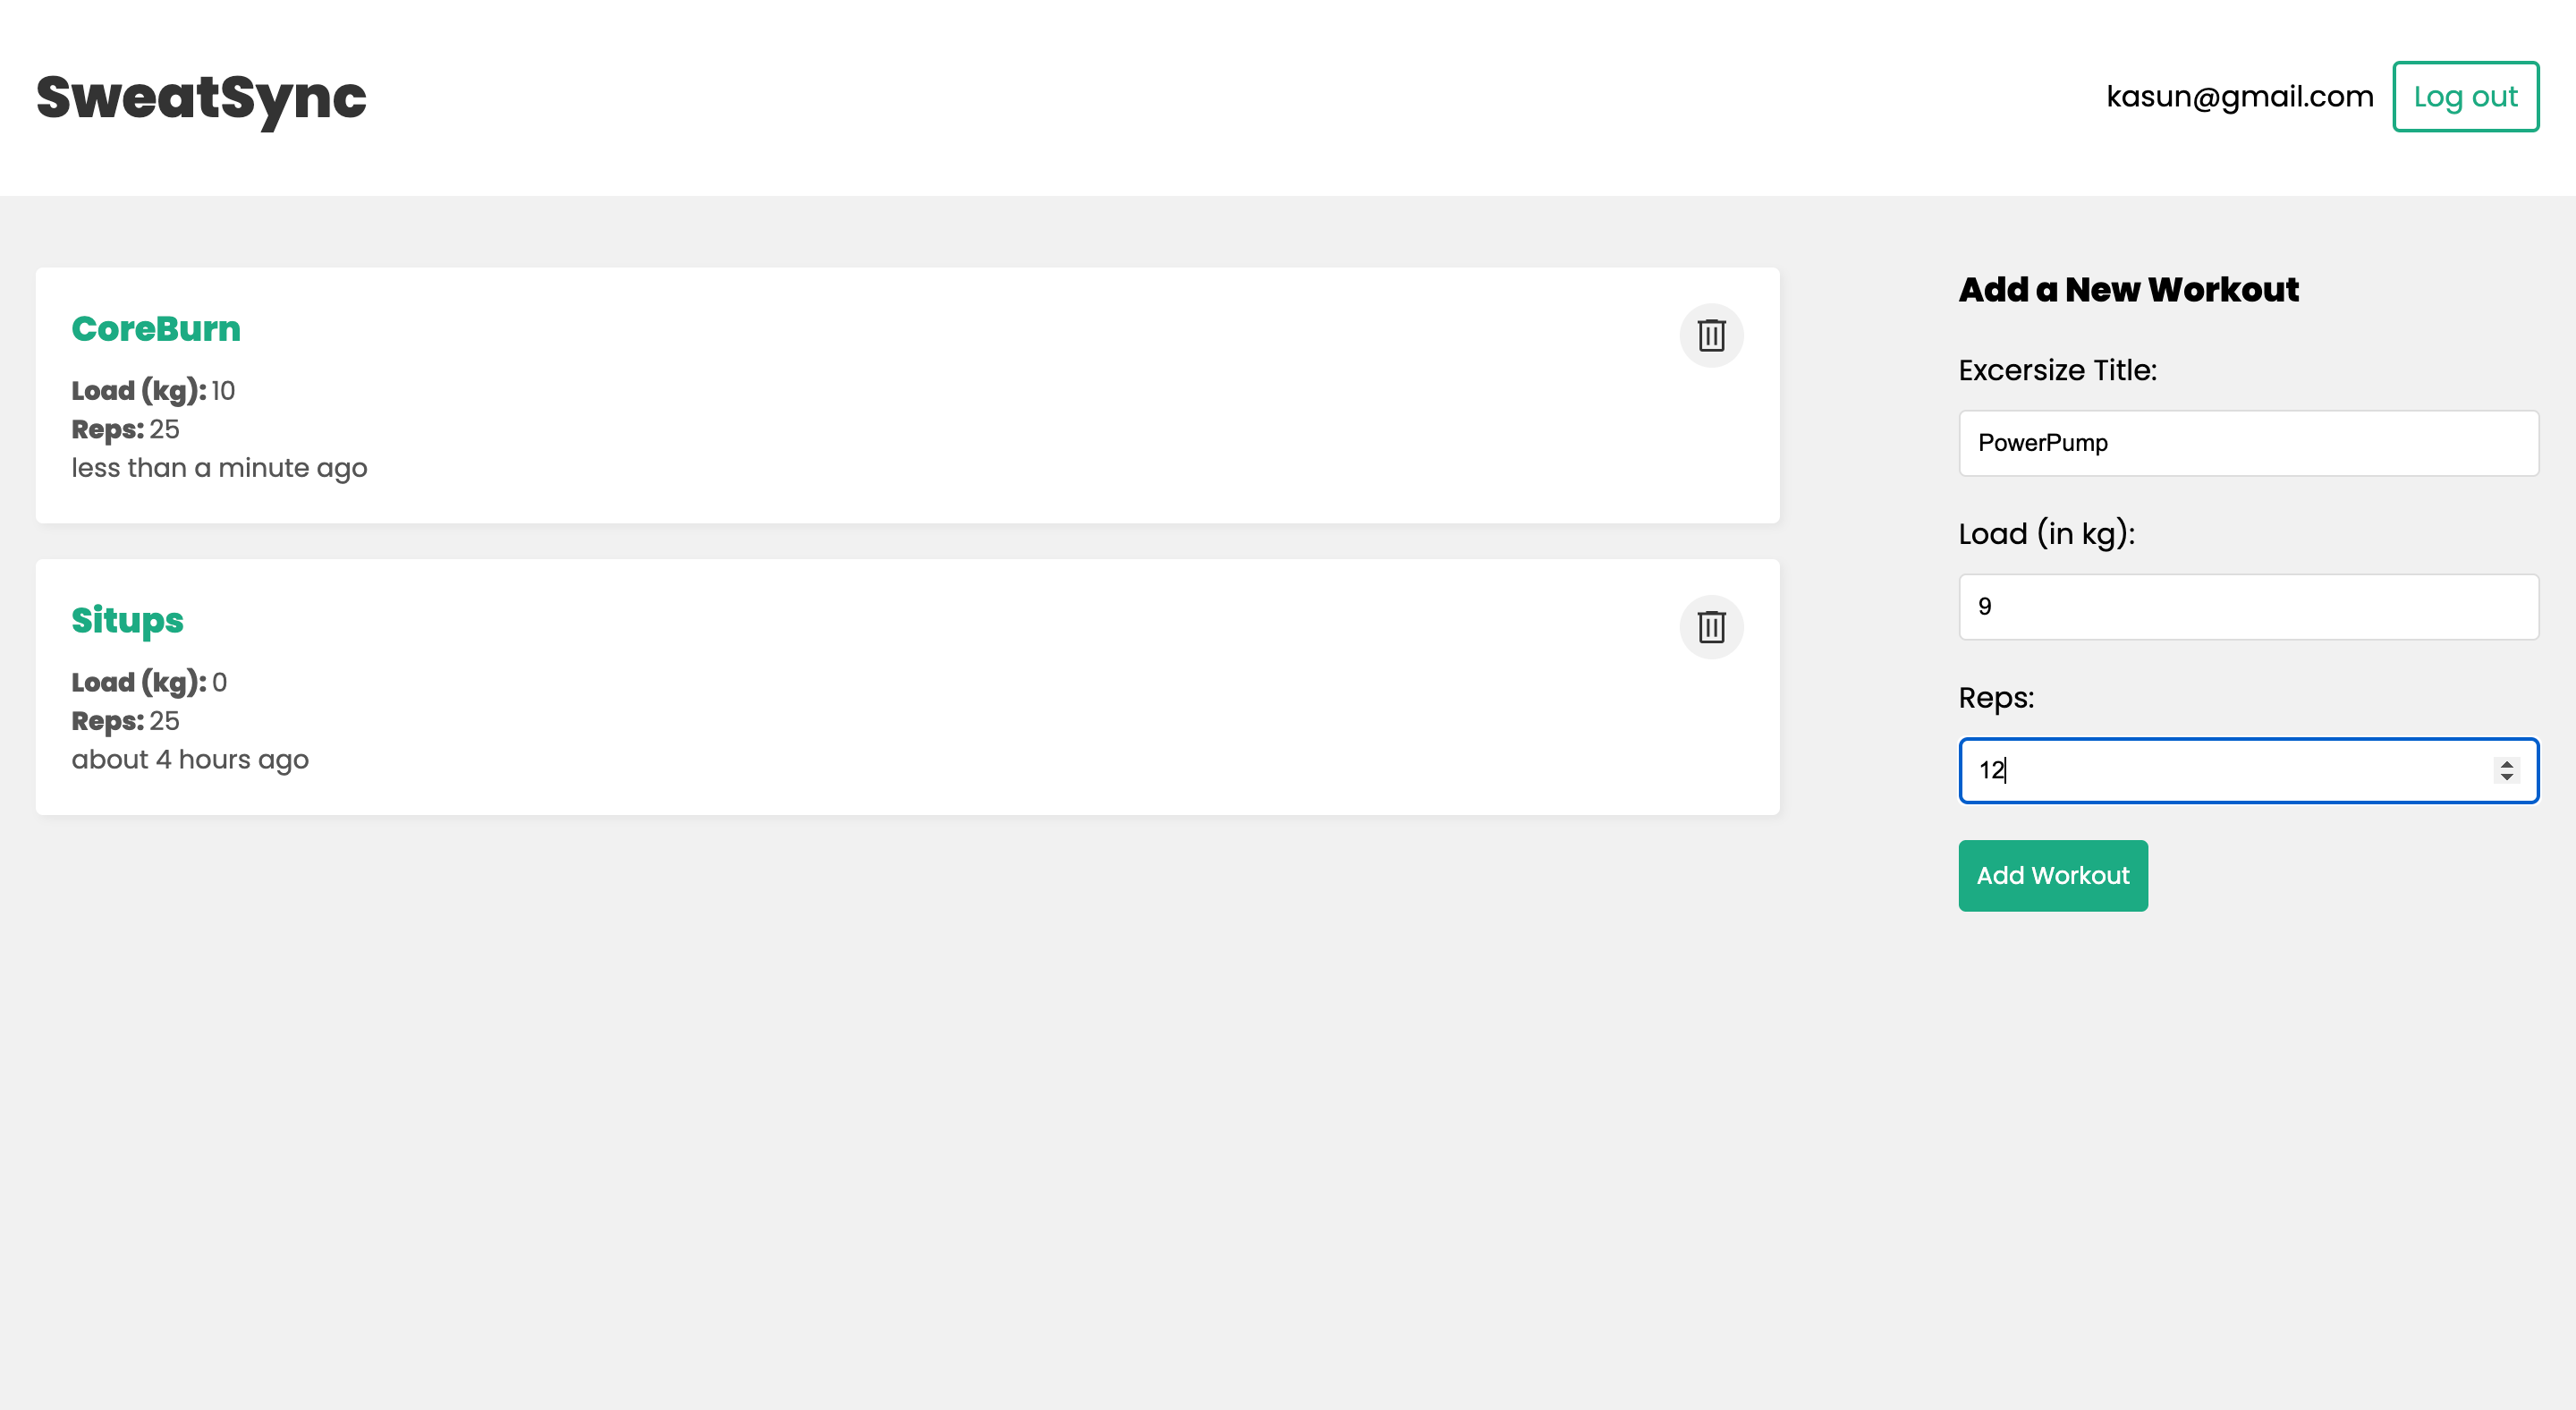 SweatSync
kasun@gmail.com
Log out
CoreBurn
Load (kg): 10
Reps: 25
less than a minute ago
Situps
Load (kg): 0
Reps: 25
about 4 hours ago
Add a New Workout
Excersize Title:
PowerPump
Load (in kg):
9
Reps:
12
Add Workout